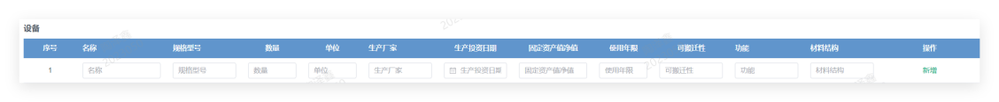 设备
序号 名称 规格型号 数量 单位 生产厂家 生产投资日期 固定资产值净值 使用年限 可搬迁性 功能 材料结构 操作
1 名称 规格型号 数量 单位 生产厂家 生产投资日期 固定资产值净值 使用年限 可搬迁性 功能 材料结构 新增